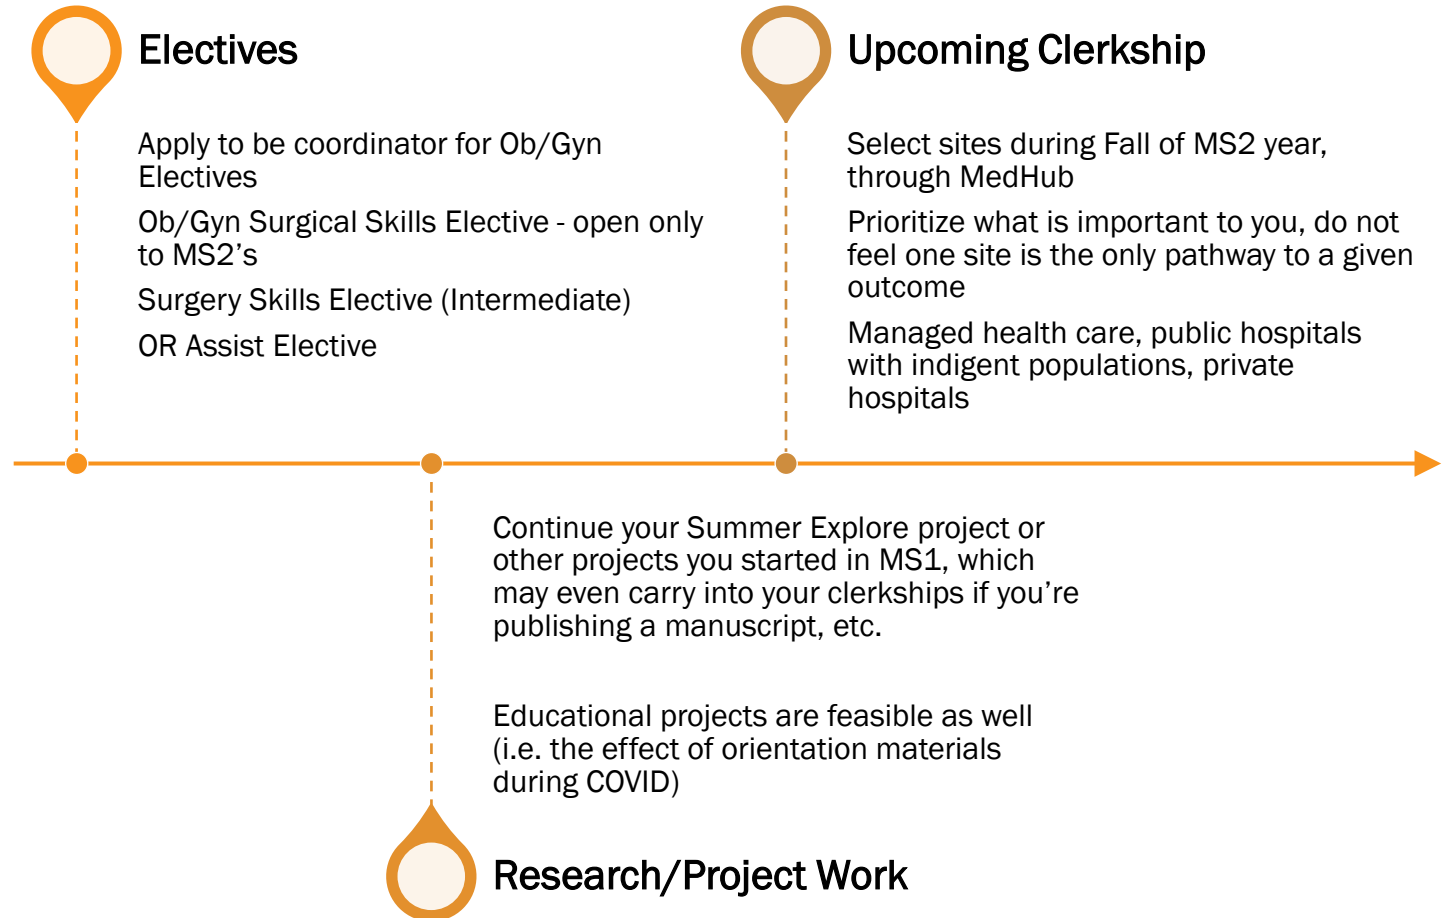 Electives
Apply to be coordinator for Ob/Gyn
Electives
Ob/Gyn Surgical Skills Elective - open only
to MS2’s
Surgery Skills Elective (Intermediate)
OR Assist Elective
Upcoming Clerkship
Select sites during Fall of MS2 year,
through MedHub
Prioritize what is important to you, do not
feel one site is the only pathway to a given
outcome
Managed health care, public hospitals
with indigent populations, private
hospitals
Continue your Summer Explore project or
other projects you started in MS1, which
may even carry into your clerkships if you’re
publishing a manuscript, etc.
Educational projects are feasible as well
(i.e. the effect of orientation materials
during COVID)
Research/Project Work